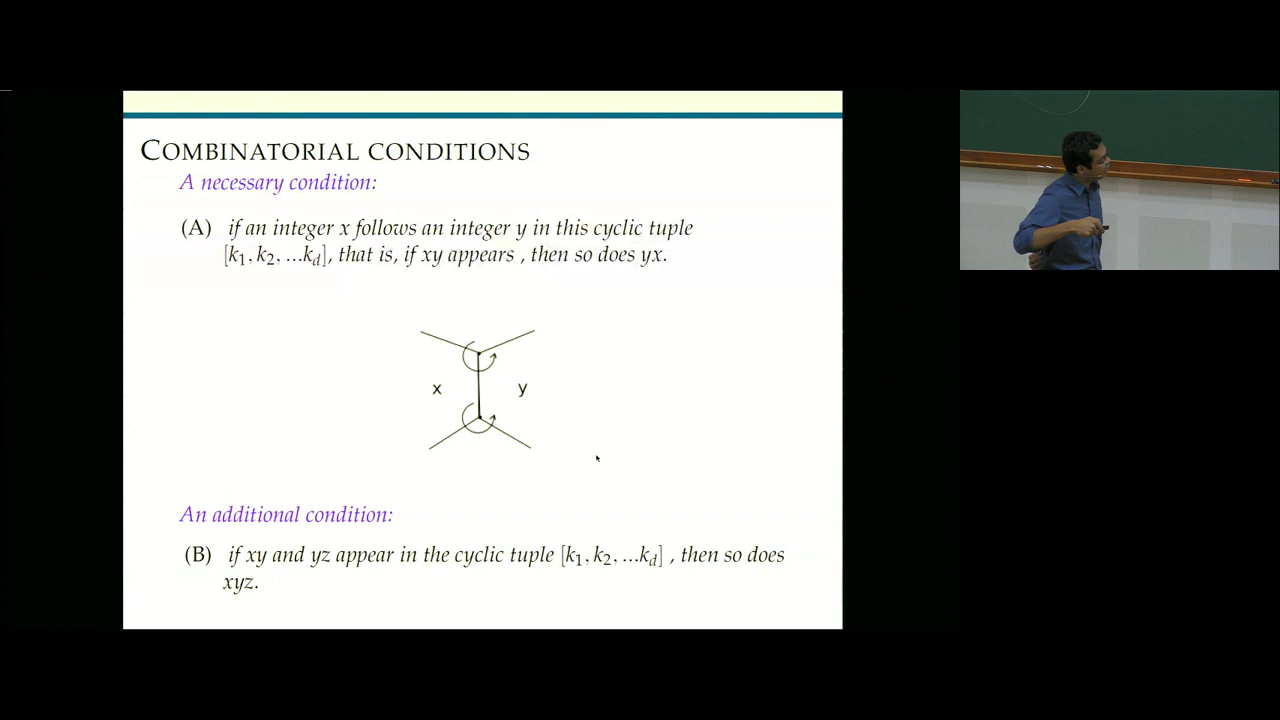 COMBINATORIAL CONDITIONS
A necessary condition:
(A) if an integer x follows an integer y in this cyclic tuple
[k1, k2, ...kd], that is, if xy appears , then so does yx.
x y
An additional condition:
(B) if xy and yz appear in the cyclic tuple [k1, k2, ...kd] , then so does
xyz.